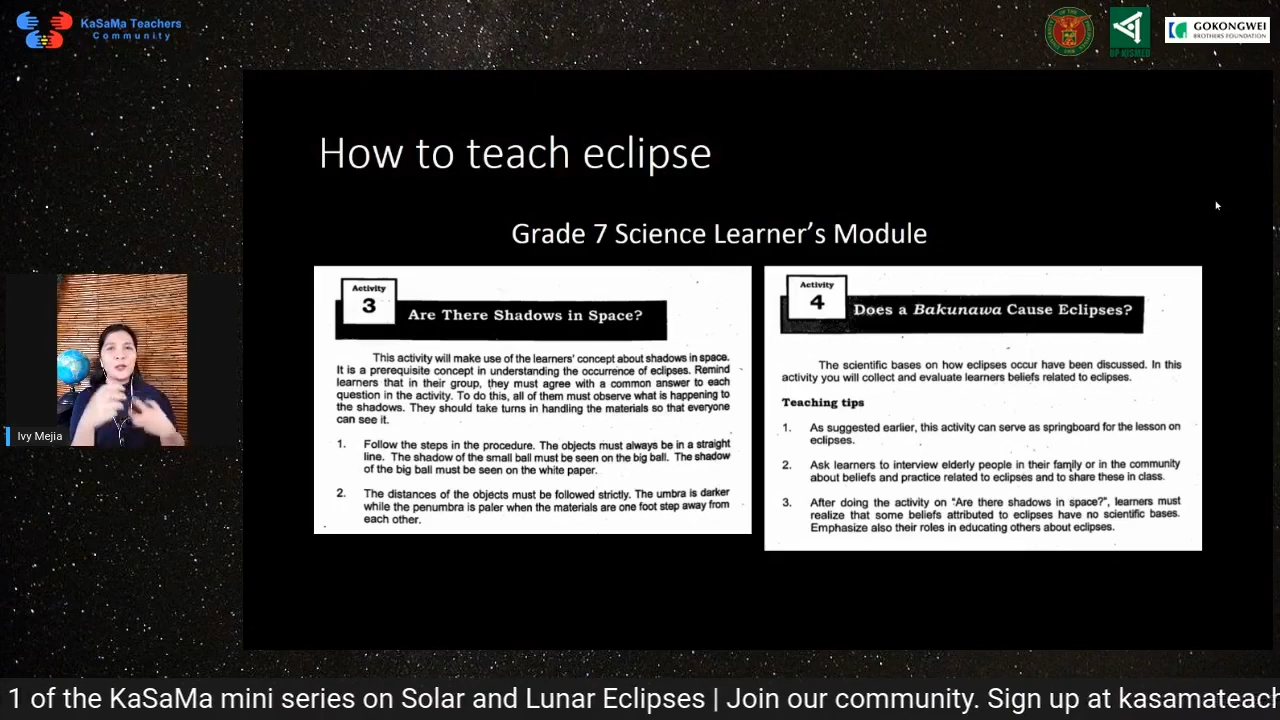 KaSaMa Teachers
Community
UP NISMED
GOKONGWEI
BROTHERS FOUNDATION
How to teach eclipse
Grade 7 Science Learner's Module
Activity
3
Are There Shadows in Space?
This activity will make use of the learners' concept about shadows in space.
It is a prerequisite concept in understanding the occurrence of eclipses. Remind
learners that in their group, they must agree with a common answer to each
question in the activity. To do this, all of them must observe what is happening to
the shadows. They should take turns in handling the materials so that everyone
can see it.
1. Follow the steps in the procedure. The objects must always be in a straight
line. The shadow of the small ball must be seen on the big ball. The shadow
of the big ball must be seen on the white paper.
2. The distances of the objects must be followed strictly. The umbra is darker
while the penumbra is paler when the materials are one foot step away from
each other.
Activity
4
Does a Bakunawa Cause Eclipses?
The scientific bases on how eclipses occur have been discussed. In this
activity you will collect and evaluate learners beliefs related to eclipses.
Teaching tips
1. As suggested earlier, this activity can serve as springboard for the lesson on
eclipses.
2. Ask learners to interview elderly people in their family or in the community
about beliefs and practice related to eclipses and to share these in class.
3. After doing the activity on "Are there shadows in space?", learners must
realize that some beliefs attributed to eclipses have no scientific bases.
Emphasize also their roles in educating others about eclipses.
Ivy Mejia
1 of the KaSaMa mini series on Solar and Lunar Eclipses | Join our community. Sign up at kasamateach